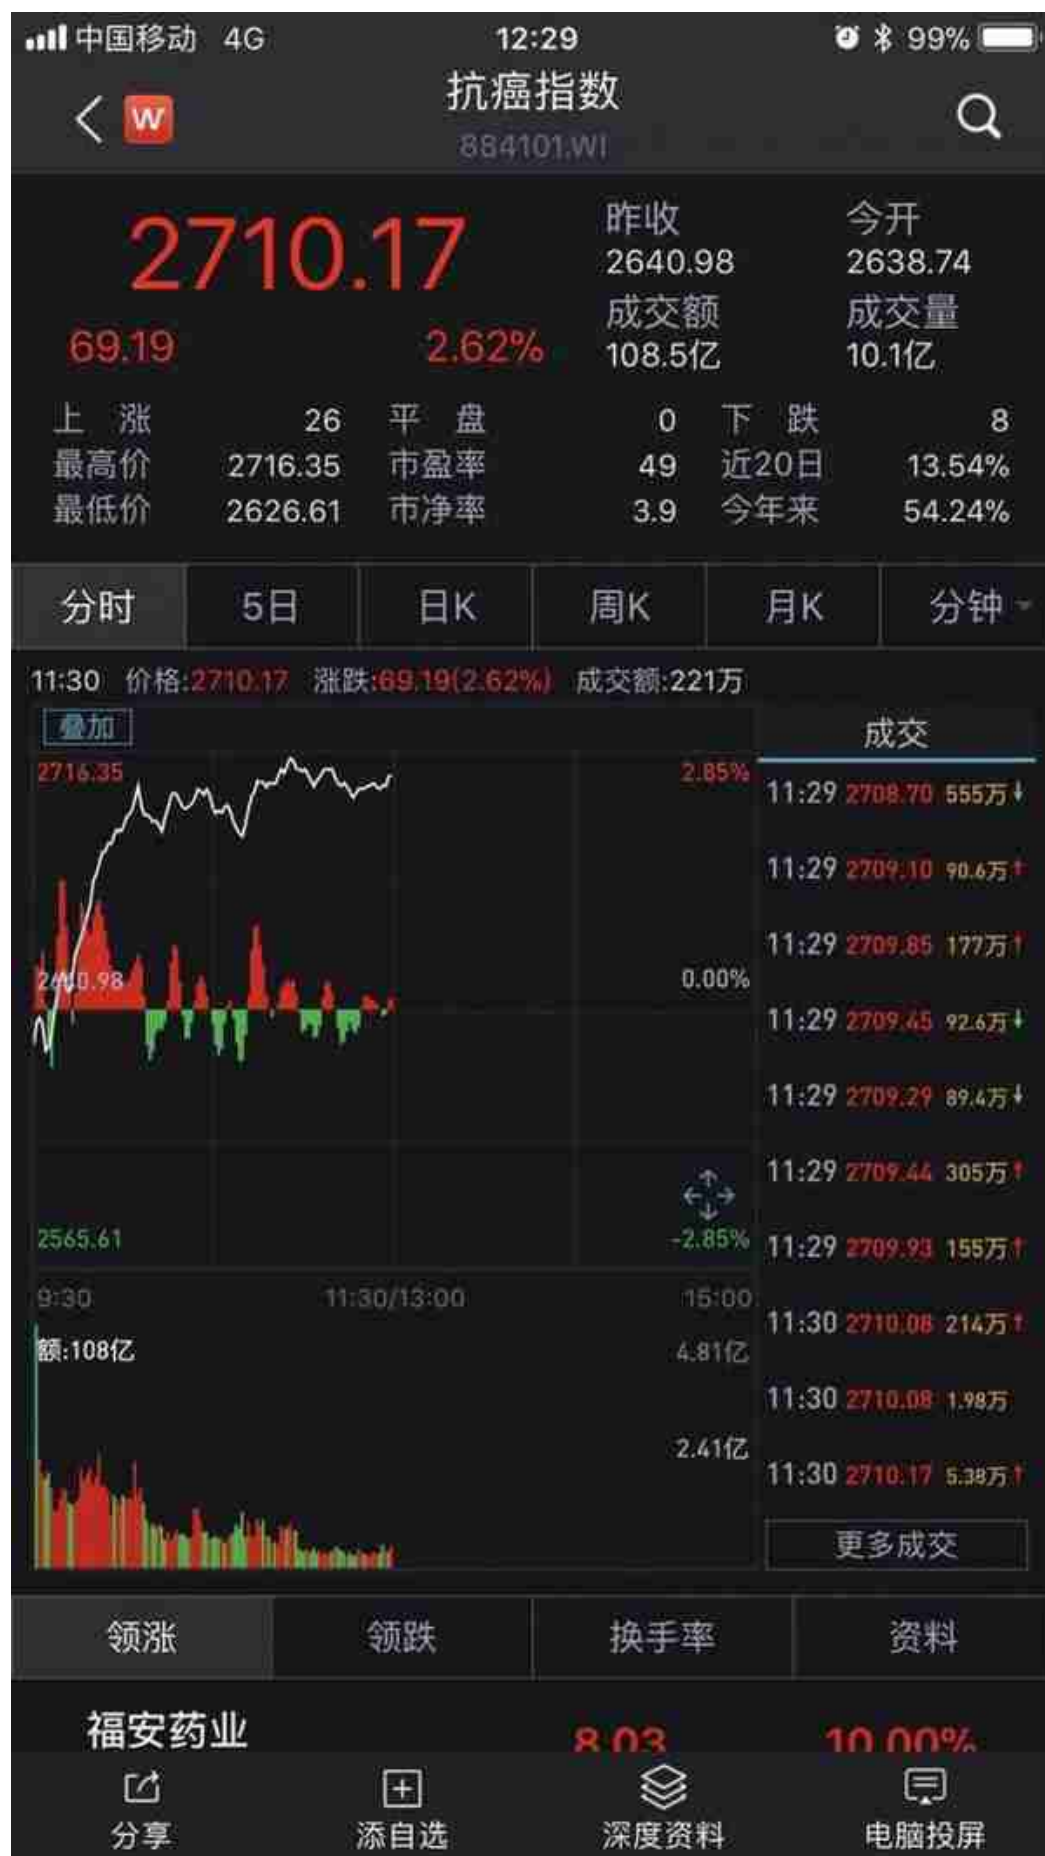 中国移动 4G 12:29 99%
W 抗癌指数
884101.WI
2710.17 昨收 今开
2640.98 2638.74
69.19 2.62% 成交额 成交量
108.5亿 10.1亿
上涨 26 平盘 0 下跌 8
最高价 2716.35 市盈率 49 近20日 13.54%
最低价 2626.61 市净率 3.9 今年来 54.24%
分时 5日 日K 周K 月K 分钟
11:30 价格:2710.17 涨跌:69.19(2.62%) 成交额:221万
叠加 成交
2716.35 2.85%
11:29 2708.70 555万↓
11:29 2709.10 90.6万↑
11:29 2709.85 177万↑
2640.98 0.00%
11:29 2709.45 92.6万↓
11:29 2709.29 89.4万↓
11:29 2709.44 305万↑
2565.61 -2.85%
11:29 2709.93 155万↑
9:30 11:30/13:00 15:00
11:30 2710.08 214万↑
额:108亿 4.81亿
11:30 2710.08 1.98万
2.41亿
11:30 2710.17 5.38万↑
更多成交
领涨 领跌 换手率 资料
福安药业 8.03 10.00%
分享 添自选 深度资料 电脑投屏